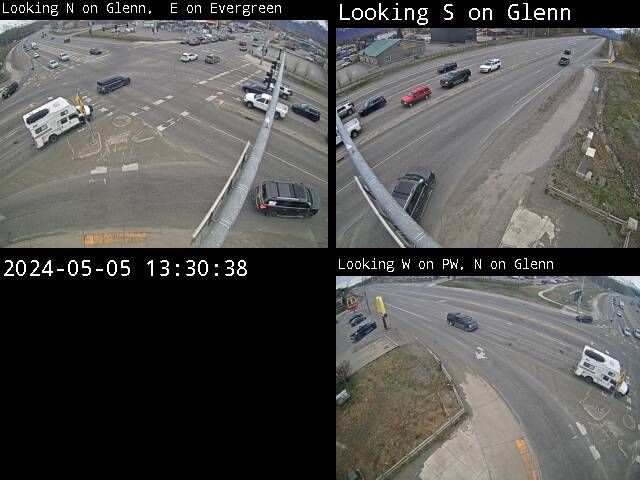 Looking N on Glenn, E on Evergreen
Looking S on Glenn
2024-05-05 13:30:38
Looking W on PW, N on Glenn